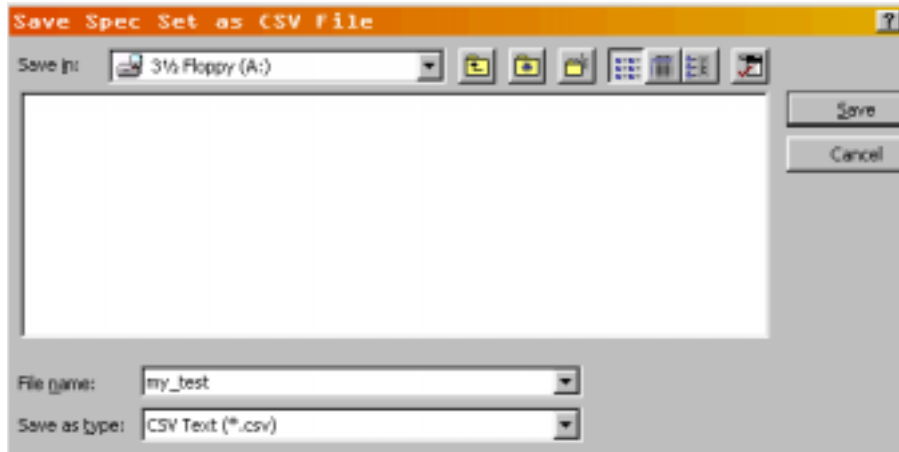 Save Spec Set as CSV File
?
Save in: 3½ Floppy (A:)
Save
Cancel
File name: my_test
Save as type: CSV Text (*.csv)